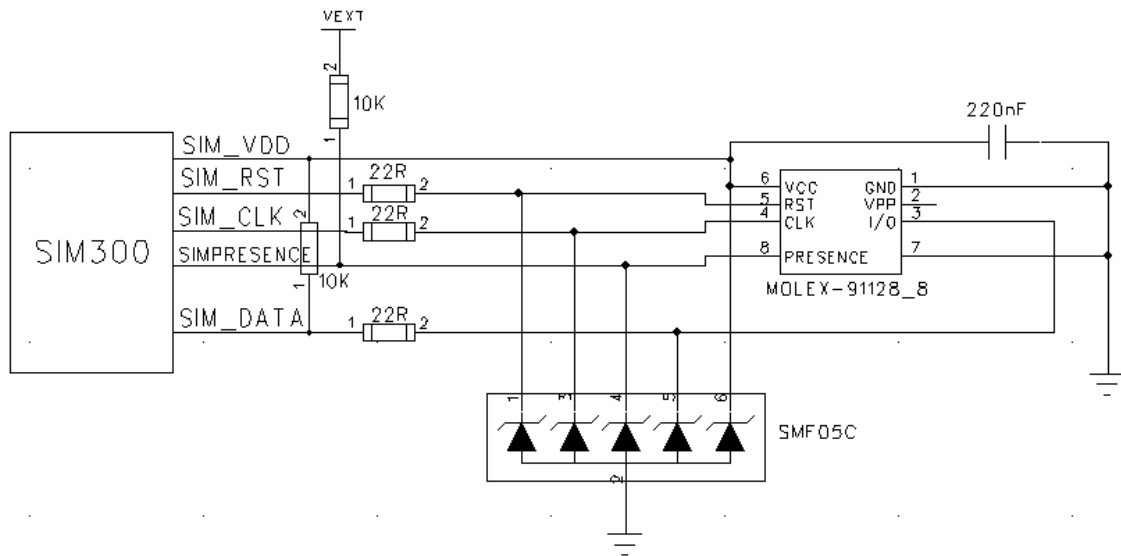 VEXT
2
10K
1
220nF
SIM_VDD
SIM_RST
1 22R 2
SIM_CLK
2
1 22R 2
SIM300
SIMPRESENCE
1
10K
SIM_DATA
1 22R 2
6 VCC GND 1
5 RST VPP 2
4 CLK I/O 3
8 PRESENCE 7
MOLEX-91128_8
1 3 4 5 6
SMF05C
2